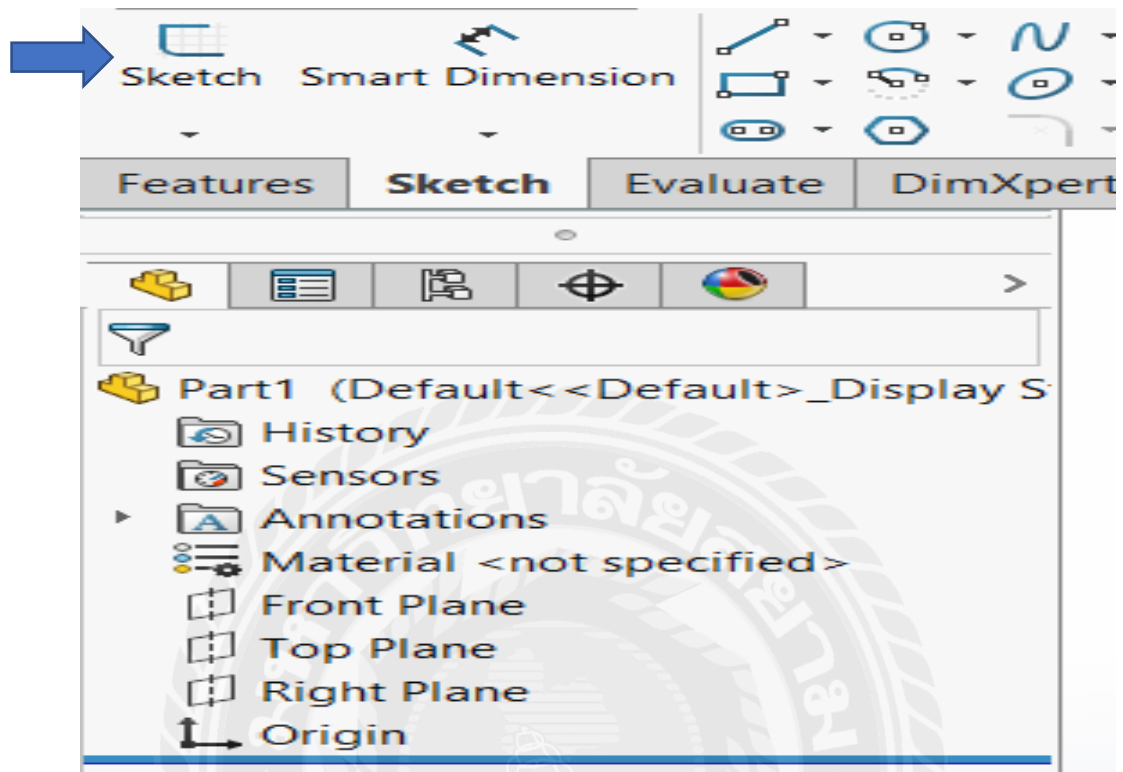 Sketch Smart Dimension
Features Sketch Evaluate DimXpert
Part1 (Default<<Default>_Display S
History
Sensors
A Annotations
Material <not specified>
Front Plane
Top Plane
Right Plane
Origin